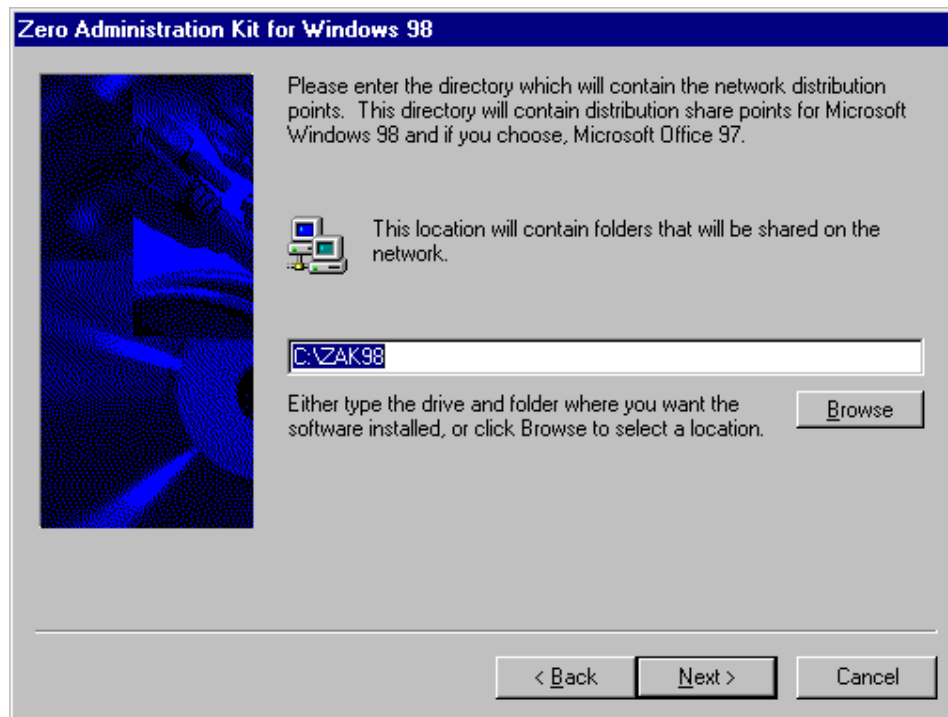 Zero Administration Kit for Windows 98
Please enter the directory which will contain the network distribution
points.  This directory will contain distribution share points for Microsoft
Windows 98 and if you choose, Microsoft Office 97.
This location will contain folders that will be shared on the
network.
C:\ZAK98
Either type the drive and folder where you want the
software installed, or click Browse to select a location.
Browse
< Back
Next >
Cancel